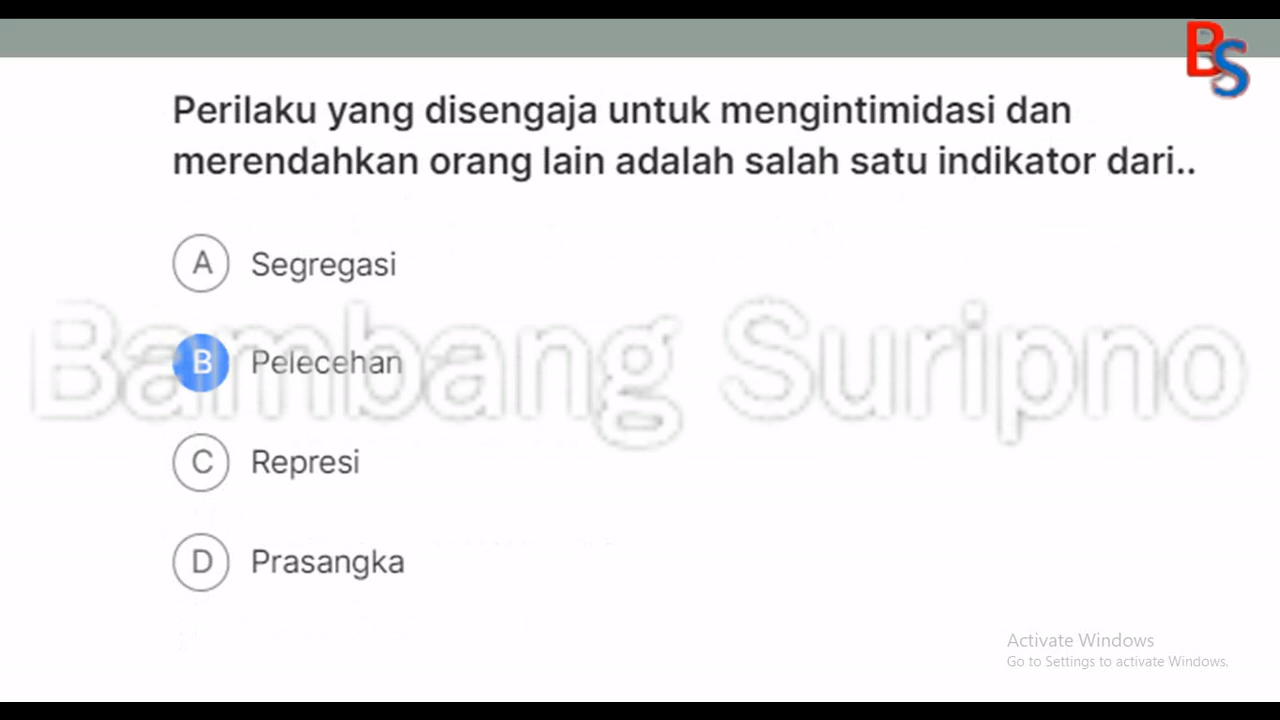 BS
Perilaku yang disengaja untuk mengintimidasi dan
merendahkan orang lain adalah salah satu indikator dari..
A Segregasi
B Pelecehan
Bambang Suripno
C Represi
D Prasangka
Activate Windows
Go to Settings to activate Windows.